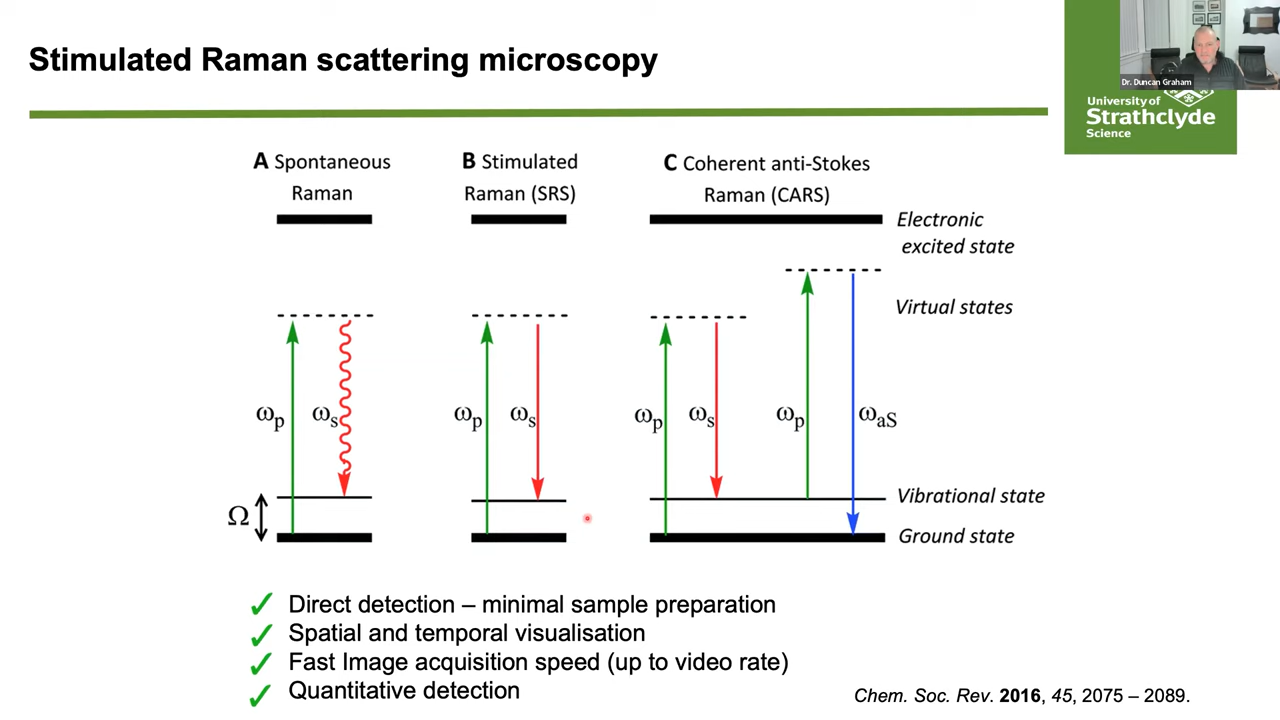 Stimulated Raman scattering microscopy
Dr. Duncan Graham
University of
Strathclyde
Science
A Spontaneous
Raman
B Stimulated
Raman (SRS)
C Coherent anti-Stokes
Raman (CARS)
Electronic
excited state
Virtual states
ωp ωs ωp ωs ωp ωs ωp ωaS
Vibrational state
Ω
Ground state
✓ Direct detection – minimal sample preparation
✓ Spatial and temporal visualisation
✓ Fast Image acquisition speed (up to video rate)
✓ Quantitative detection
Chem. Soc. Rev. 2016, 45, 2075 – 2089.